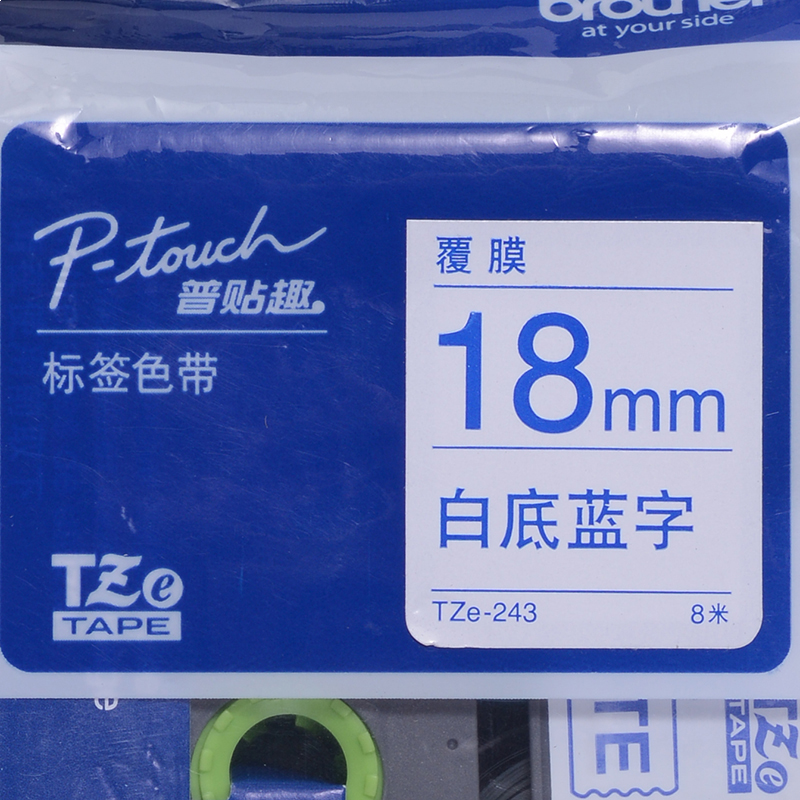 brother
at your side
P-touch
普贴趣
标签色带
覆膜
18mm
白底蓝字
TZe-243 8米
TZe
TAPE
TE
TZe
TAPE